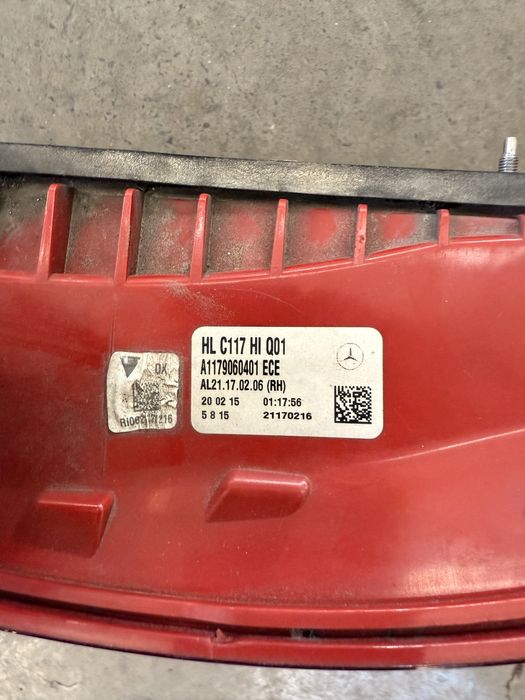 HL C117 HI Q01
A1179060401 ECE
AL21.17.02.06 (RH)
20 02 15 01:17:56
5 8 15 21170216
DX